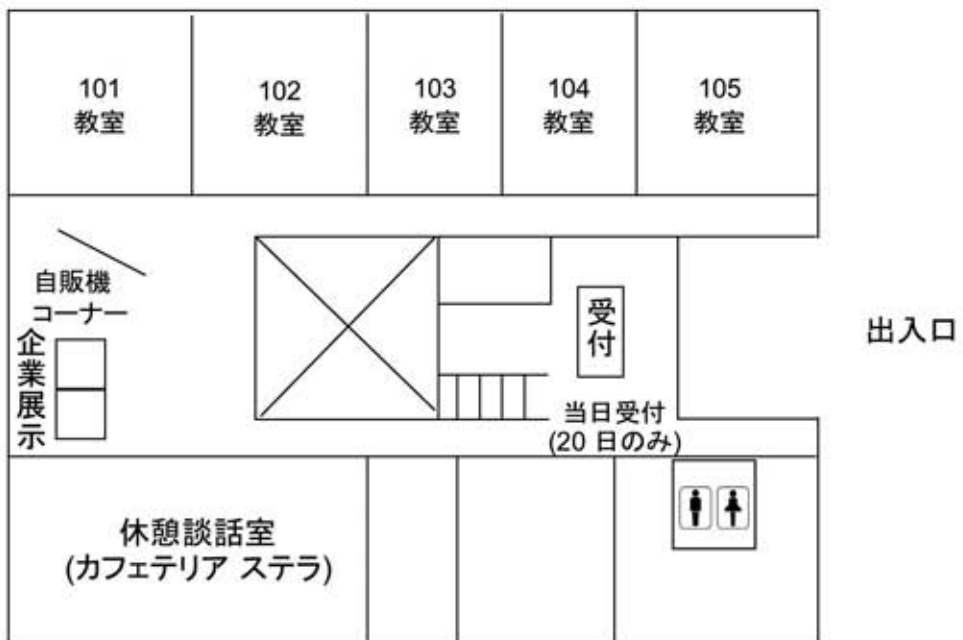 101
教室
102
教室
103
教室
104
教室
105
教室
自販機
コーナー
企業展示
受付
出入口
当日受付
(20 日のみ)
休憩談話室
(カフェテリア ステラ)